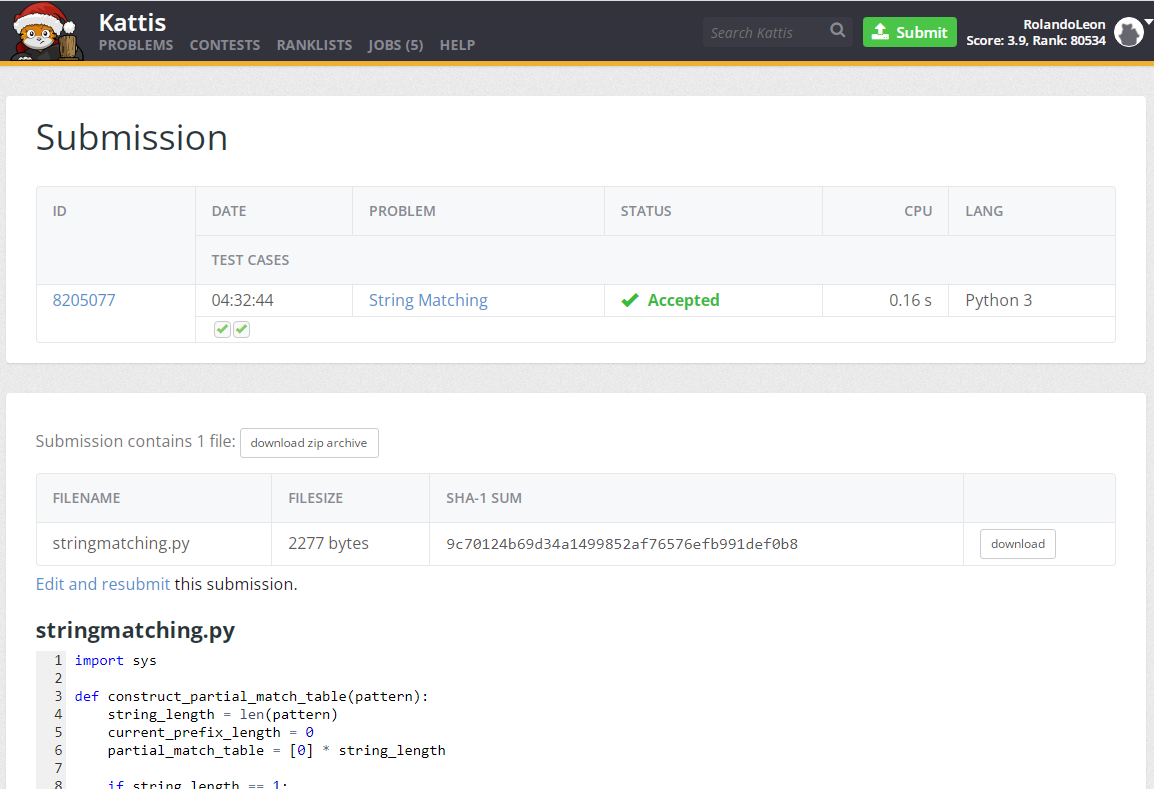 Kattis
PROBLEMS CONTESTS RANKLISTS JOBS (5) HELP
Search Kattis
Submit
RolandoLeon
Score: 3.9, Rank: 80534
Submission
ID DATE PROBLEM STATUS CPU LANG
TEST CASES
8205077 04:32:44 String Matching Accepted 0.16 s Python 3
Submission contains 1 file: download zip archive
FILENAME FILESIZE SHA-1 SUM
stringmatching.py 2277 bytes 9c70124b69d34a1499852af76576efb991def0b8 download
Edit and resubmit this submission.
stringmatching.py
1 import sys
2
3 def construct_partial_match_table(pattern):
4 string_length = len(pattern)
5 current_prefix_length = 0
6 partial_match_table = [0] * string_length
7
8 if string_length == 1: